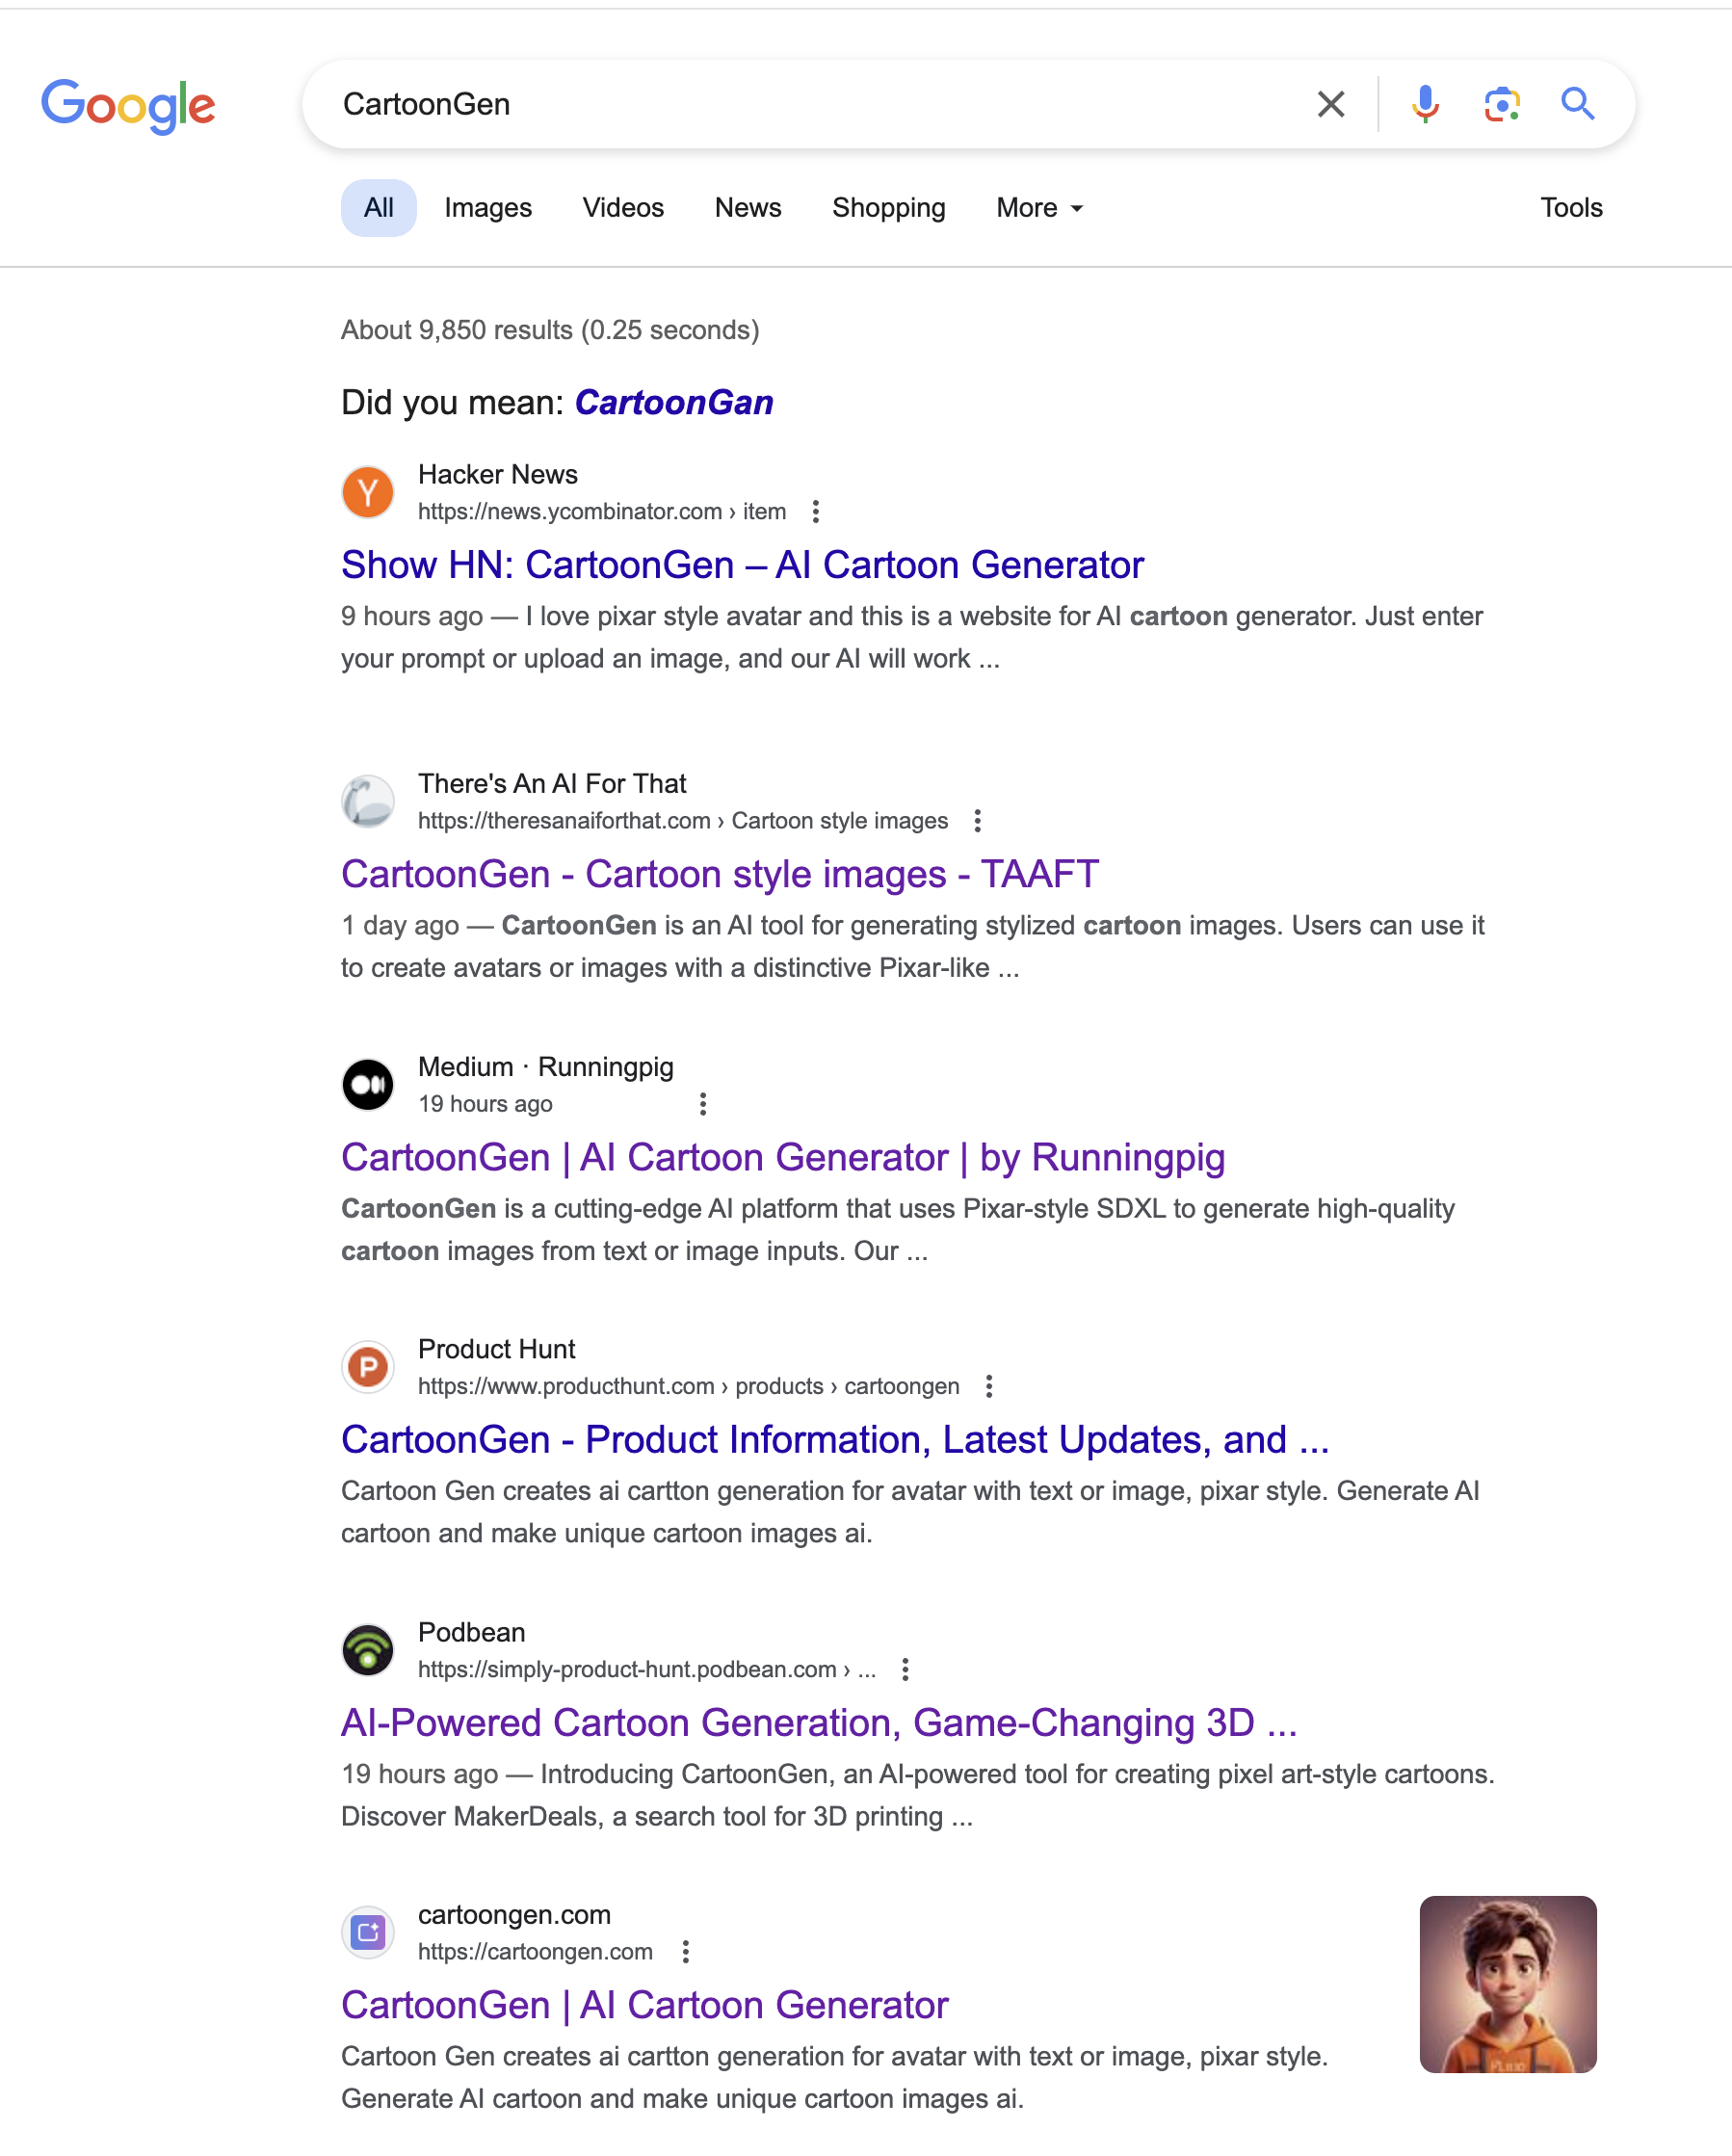 Google
CartoonGen
All Images Videos News Shopping More Tools
About 9,850 results (0.25 seconds)
Did you mean: CartoonGan
Hacker News
https://news.ycombinator.com › item
Show HN: CartoonGen – AI Cartoon Generator
9 hours ago — I love pixar style avatar and this is a website for AI cartoon generator. Just enter
your prompt or upload an image, and our AI will work ...
There's An AI For That
https://theresanaiforthat.com › Cartoon style images
CartoonGen - Cartoon style images - TAAFT
1 day ago — CartoonGen is an AI tool for generating stylized cartoon images. Users can use it
to create avatars or images with a distinctive Pixar-like ...
Medium · Runningpig
19 hours ago
CartoonGen | AI Cartoon Generator | by Runningpig
CartoonGen is a cutting-edge AI platform that uses Pixar-style SDXL to generate high-quality
cartoon images from text or image inputs. Our ...
Product Hunt
https://www.producthunt.com › products › cartoongen
CartoonGen - Product Information, Latest Updates, and ...
Cartoon Gen creates ai cartton generation for avatar with text or image, pixar style. Generate AI
cartoon and make unique cartoon images ai.
Podbean
https://simply-product-hunt.podbean.com › ...
AI-Powered Cartoon Generation, Game-Changing 3D ...
19 hours ago — Introducing CartoonGen, an AI-powered tool for creating pixel art-style cartoons.
Discover MakerDeals, a search tool for 3D printing ...
cartoongen.com
https://cartoongen.com
CartoonGen | AI Cartoon Generator
Cartoon Gen creates ai cartton generation for avatar with text or image, pixar style.
Generate AI cartoon and make unique cartoon images ai.